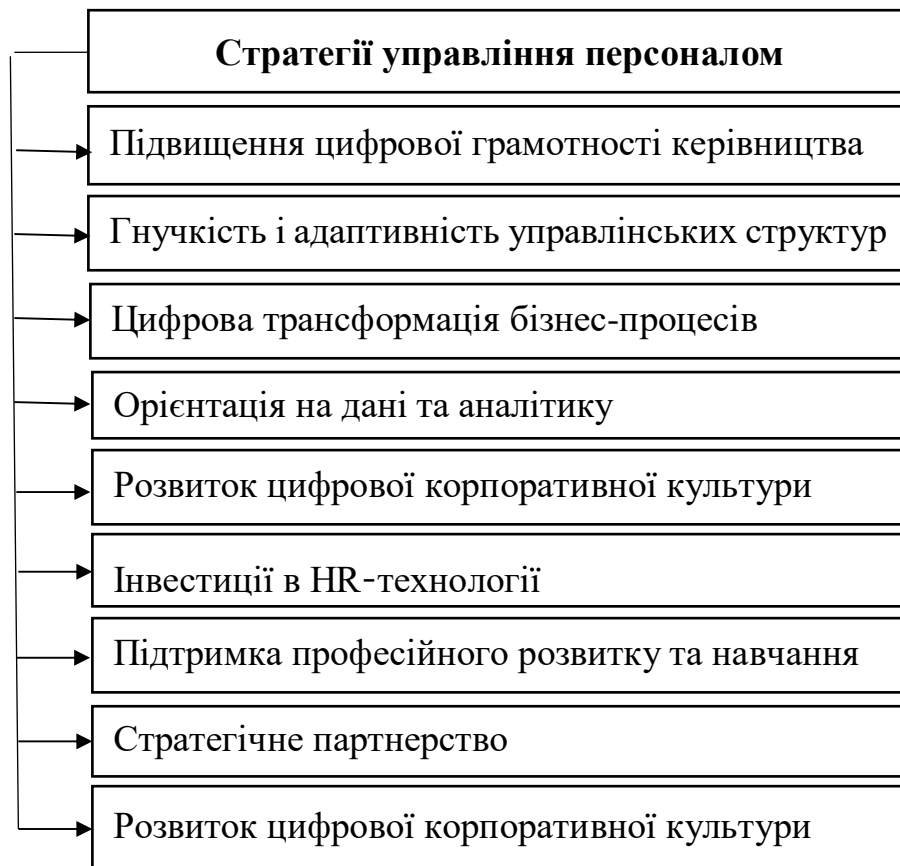 Стратегії управління персоналом
Підвищення цифрової грамотності керівництва
Гнучкість і адаптивність управлінських структур
Цифрова трансформація бізнес-процесів
Орієнтація на дані та аналітику
Розвиток цифрової корпоративної культури
Інвестиції в HR-технології
Підтримка професійного розвитку та навчання
Стратегічне партнерство
Розвиток цифрової корпоративної культури